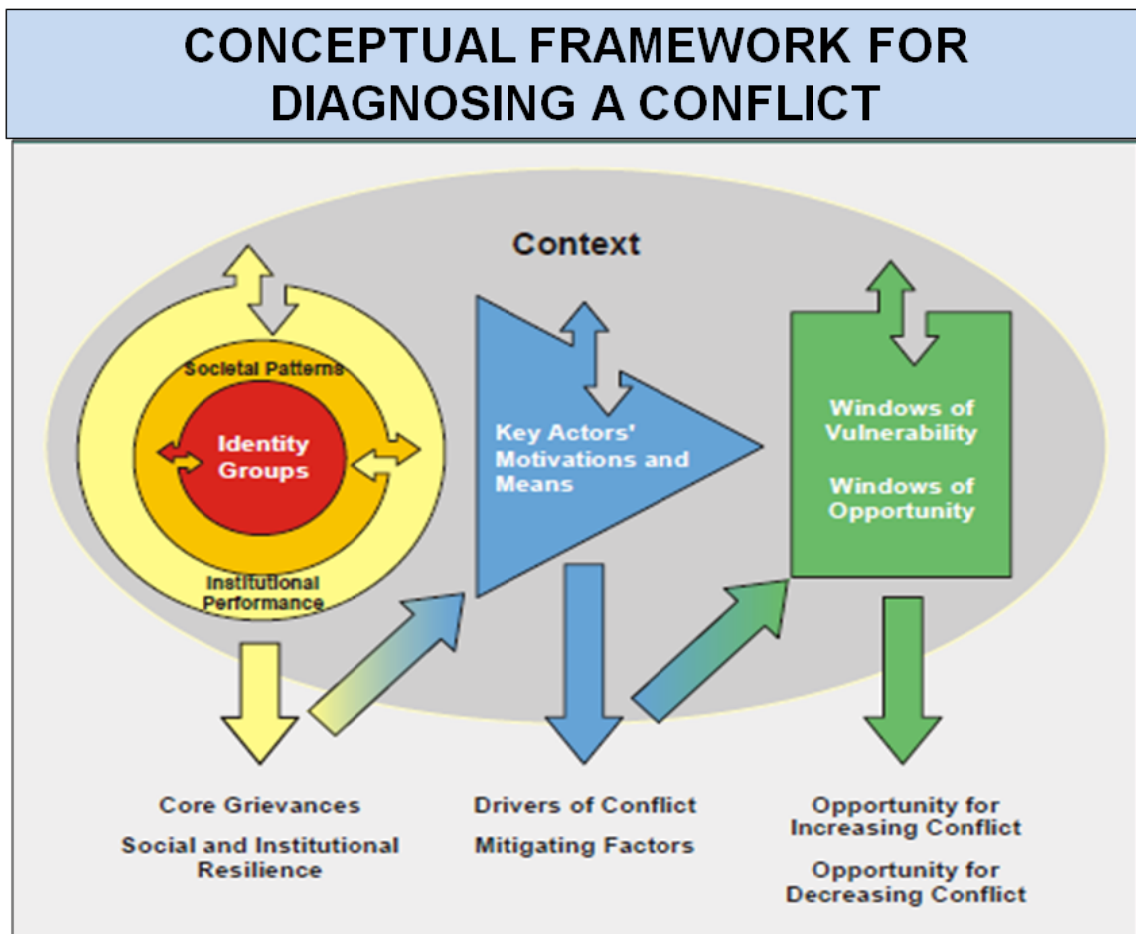 CONCEPTUAL FRAMEWORK FOR
DIAGNOSING A CONFLICT
Context
Societal Patterns
Identity
Groups
Institutional
Performance
Key Actors'
Motivations and
Means
Windows of
Vulnerability
Windows of
Opportunity
Core Grievances
Social and Institutional
Resilience
Drivers of Conflict
Mitigating Factors
Opportunity for
Increasing Conflict
Opportunity for
Decreasing Conflict